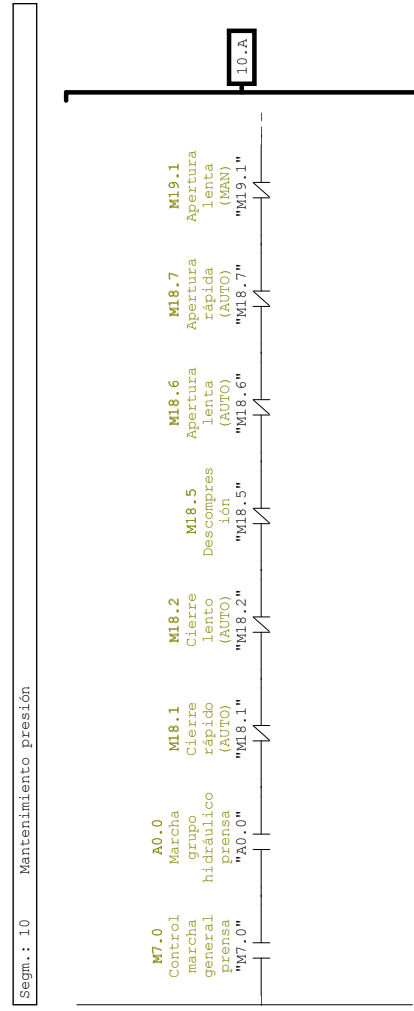 Segm.: 10 Mantenimiento presión
M7.0
Control
marcha
general
prensa
"M7.0"
A0.0
Marcha
grupo
hidráulico
prensa
"A0.0"
M18.1
Cierre
rápido
(AUTO)
"M18.1"
M18.2
Cierre
lento
(AUTO)
"M18.2"
M18.5
Descompres
ión
"M18.5"
M18.6
Apertura
lenta
(AUTO)
"M18.6"
M18.7
Apertura
rápida
(AUTO)
"M18.7"
M19.1
Apertura
lenta
(MAN)
"M19.1"
10.A